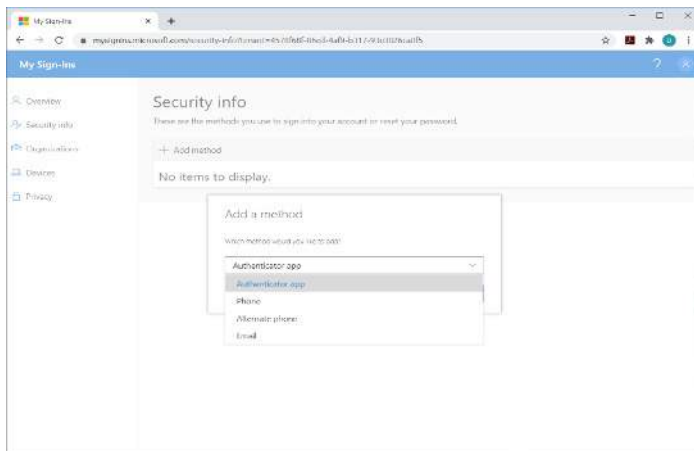 My Sign-Ins
My Sign-Ins
?
Overview
Security info
Organisations
Devices
Privacy
Security info
These are the methods you use to sign into your account or reset your password.
+ Add method
No items to display.
Add a method
Which method would you like to add?
Authenticator app
Authenticator app
Phone
Alternate phone
Email